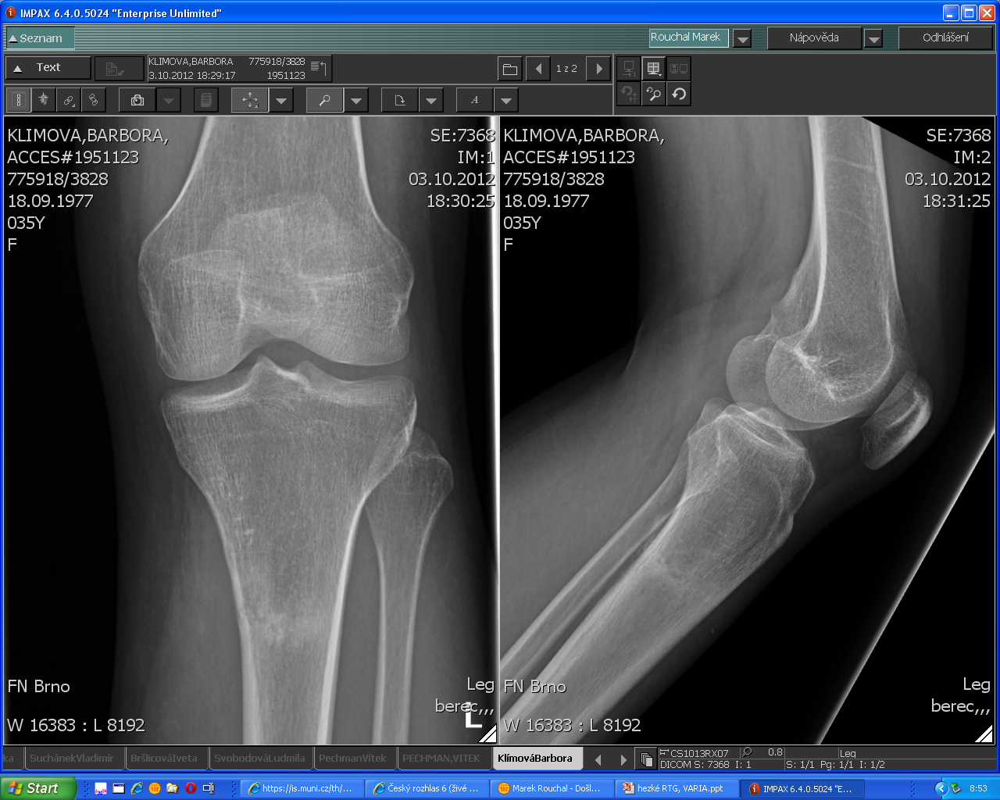 IMPAX 6.4.0.5024 "Enterprise Unlimited"
Seznam
Rouchal Marek
Nápověda
Odhlášení
Text
KLIMOVA,BARBORA 775918/3828
3.10.2012 18:29:17 1951123
1 z 2
A
KLIMOVA,BARBORA,
ACCES#1951123
775918/3828
18.09.1977
035Y
F
SE:7368
IM:1
03.10.2012
18:30:25
FN Brno
W 16383 : L 8192
Leg
berec,,,
L
KLIMOVA,BARBORA,
ACCES#1951123
775918/3828
18.09.1977
035Y
F
SE:7368
IM:2
03.10.2012
18:31:25
FN Brno
W 16383 : L 8192
Leg
berec,,,
ka
SuchánekVladimír
BršlicováIveta
SvobodováLudmila
PechmanVítek
PECHMAN,VITEK
KlímováBarbora
CS1013RX07 0.8 Leg
DICOM S: 7368 I: 1 S: 1/1 Pg: 1/1 I: 1/2
Start
https://is.muni.cz/th/...
Český rozhlas 6 (živé ...
Marek Rouchal - Došl...
hezké RTG, VARIA.ppt
IMPAX 6.4.0.5024 "E...
8:53